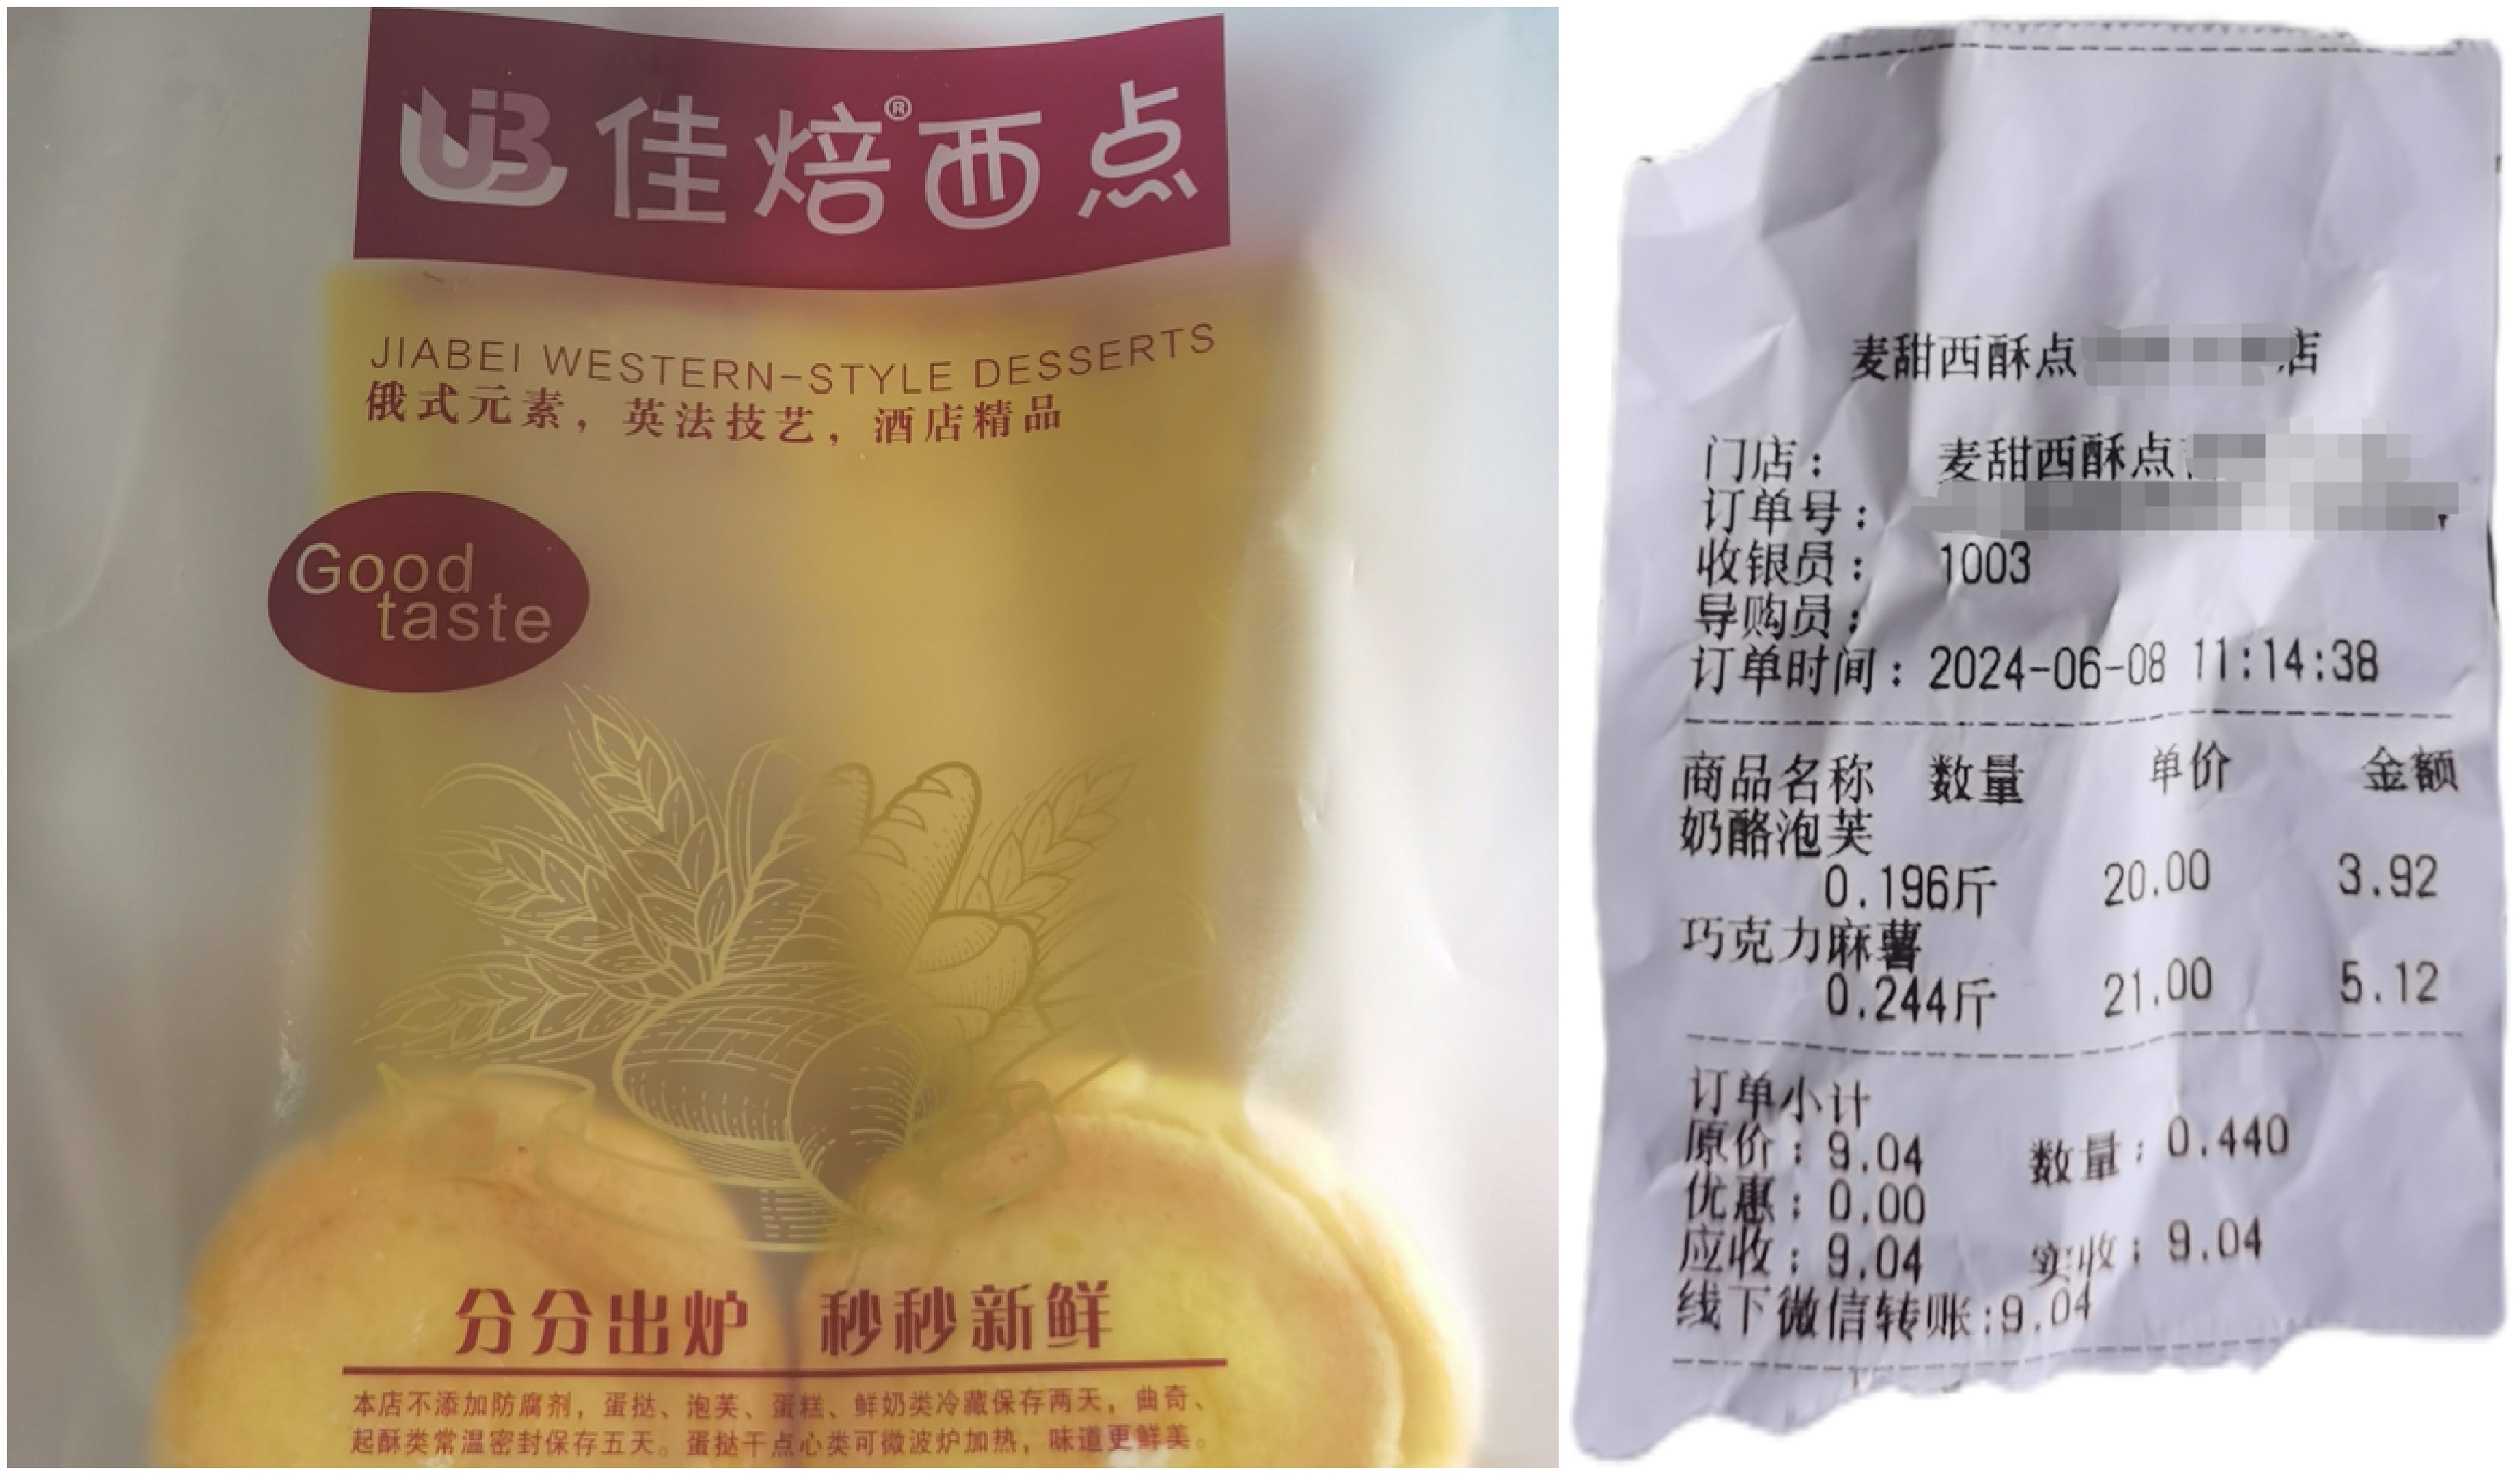 JB 佳焙®西点
JIABEI WESTERN-STYLE DESSERTS
俄式元素，英法技艺，酒店精品
Good
taste
分分出炉 秒秒新鲜
本店不添加防腐剂，蛋挞、泡芙、蛋糕、鲜奶类冷藏保存两天，曲奇、
起酥类常温密封保存五天。蛋挞干点心类可微波炉加热，味道更鲜美。
麦甜西酥点 店
门店： 麦甜西酥点
订单号：
收银员： 1003
导购员：
订单时间：2024-06-08 11:14:38
商品名称 数量 单价 金额
奶酪泡芙
0.196斤 20.00 3.92
巧克力麻薯
0.244斤 21.00 5.12
订单小计
原价：9.04 数量：0.440
优惠：0.00
应收：9.04 实收：9.04
线下微信转账:9.04